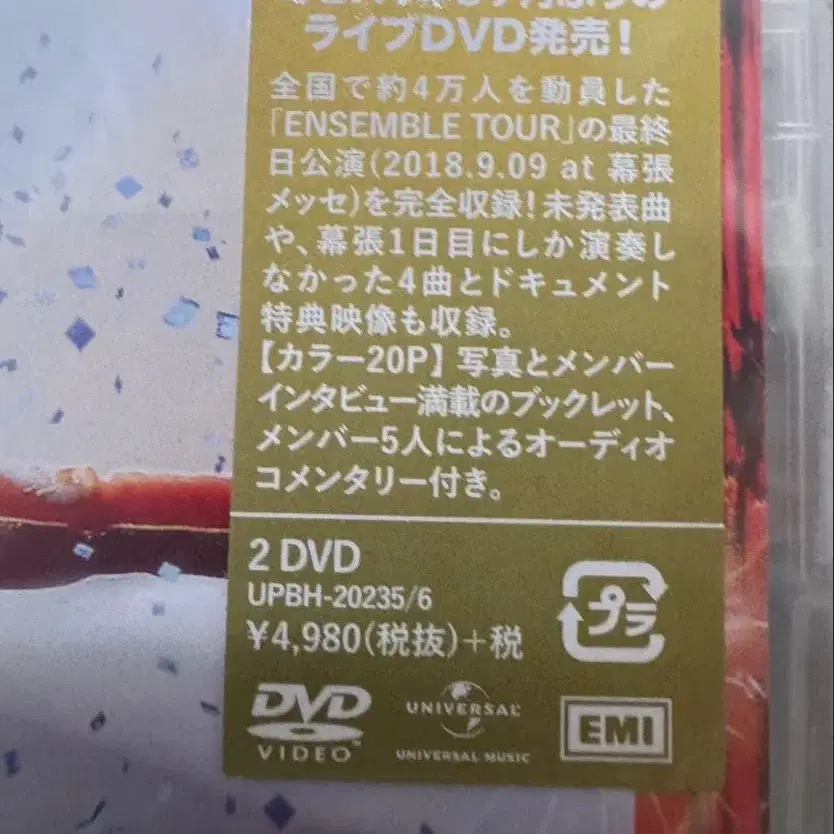 ライブDVD発売!
全国で約4万人を動員した
「ENSEMBLE TOUR」の最終
日公演(2018.9.09 at 幕張
メッセ)を完全収録!未発表曲
や、幕張1日目にしか演奏し
なかった4曲とドキュメント
特典映像も収録。
【カラー20P】写真とメンバー
インタビュー満載のブックレット、
メンバー5人によるオーディオ
コメンタリー付き。
2 DVD
UPBH-20235/6
¥4,980(税抜)+税
プラ
DVD
VIDEO™
UNIVERSAL
UNIVERSAL MUSIC
EMI